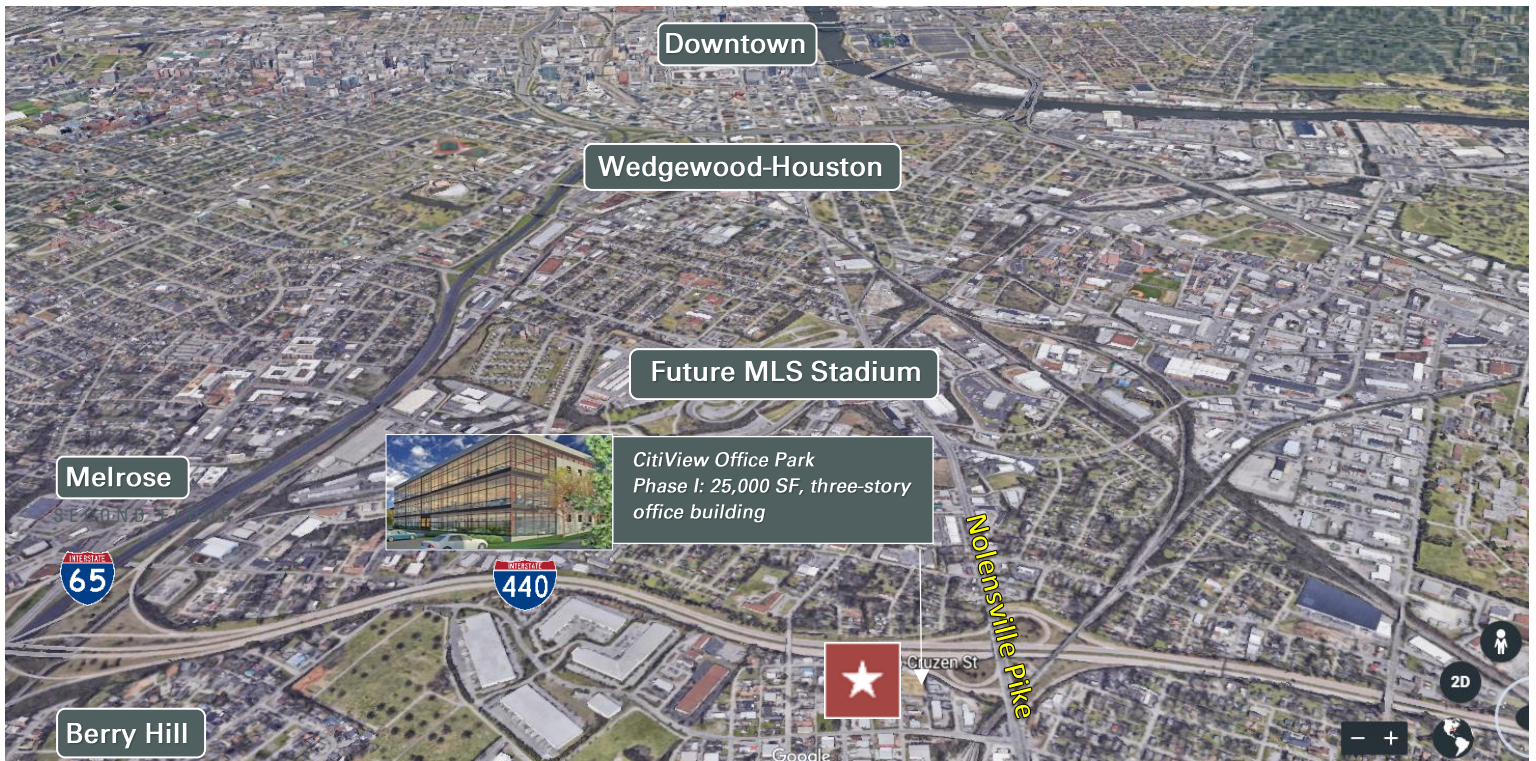 Downtown
Wedgewood-Houston
Future MLS Stadium
CitiView Office Park
Phase I: 25,000 SF, three-story
office building
Melrose
INTERSTATE
65
INTERSTATE
440
Nolensville Pike
Cruzen St
2D
Berry Hill
Google